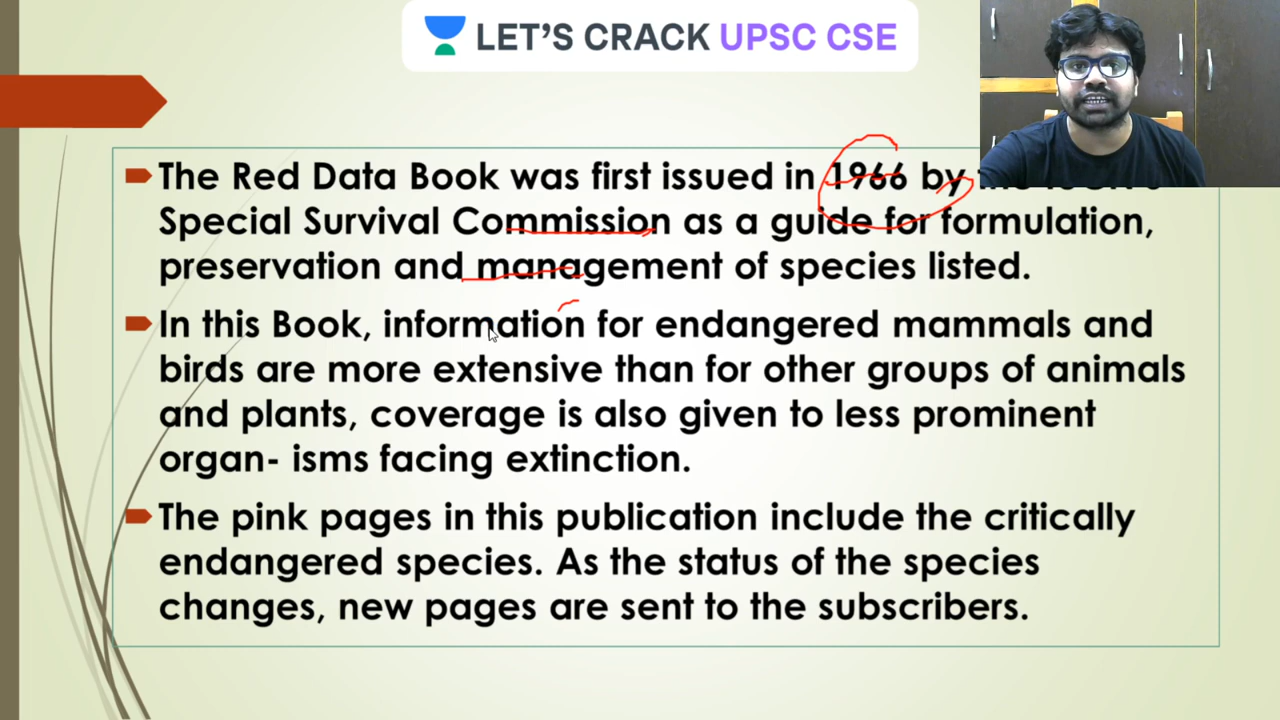 LET'S CRACK UPSC CSE
The Red Data Book was first issued in 1966 by
Special Survival Commission as a guide for formulation,
preservation and management of species listed.
In this Book, information for endangered mammals and
birds are more extensive than for other groups of animals
and plants, coverage is also given to less prominent
organ- isms facing extinction.
The pink pages in this publication include the critically
endangered species. As the status of the species
changes, new pages are sent to the subscribers.